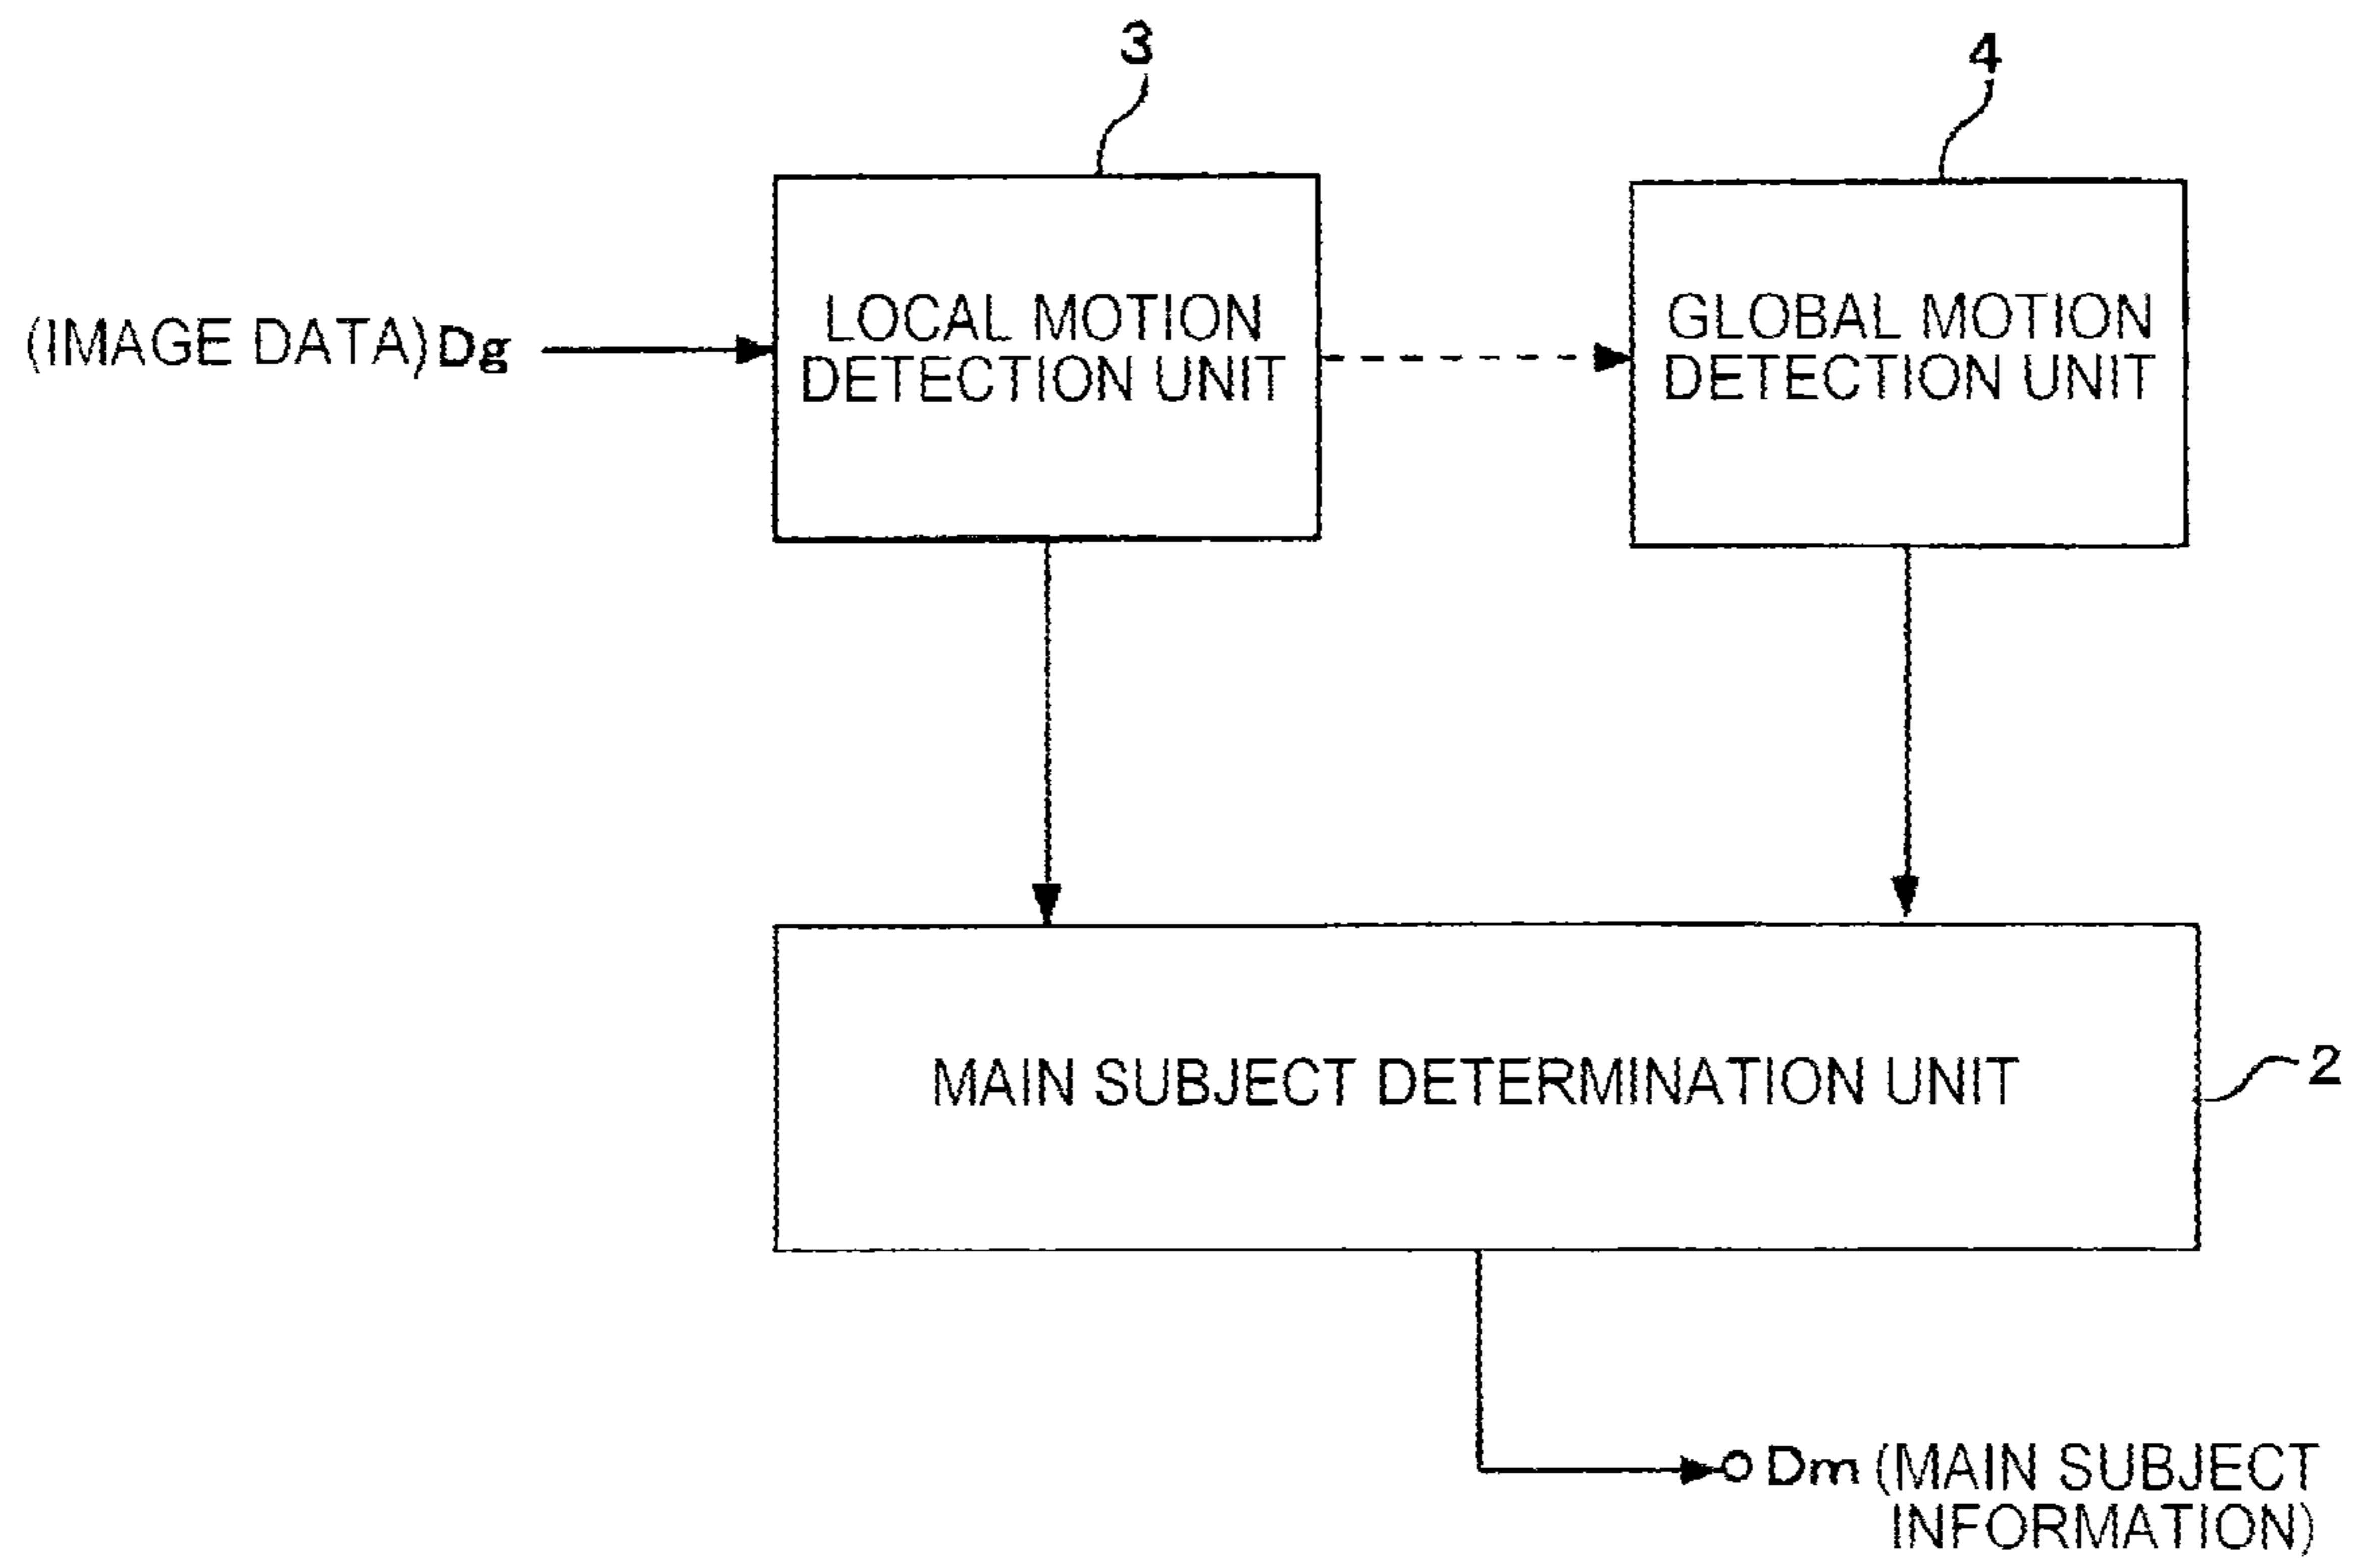 3
4
(IMAGE DATA) Dg
LOCAL MOTION
DETECTION UNIT
GLOBAL MOTION
DETECTION UNIT
MAIN SUBJECT DETERMINATION UNIT
2
Dm (MAIN SUBJECT
INFORMATION)